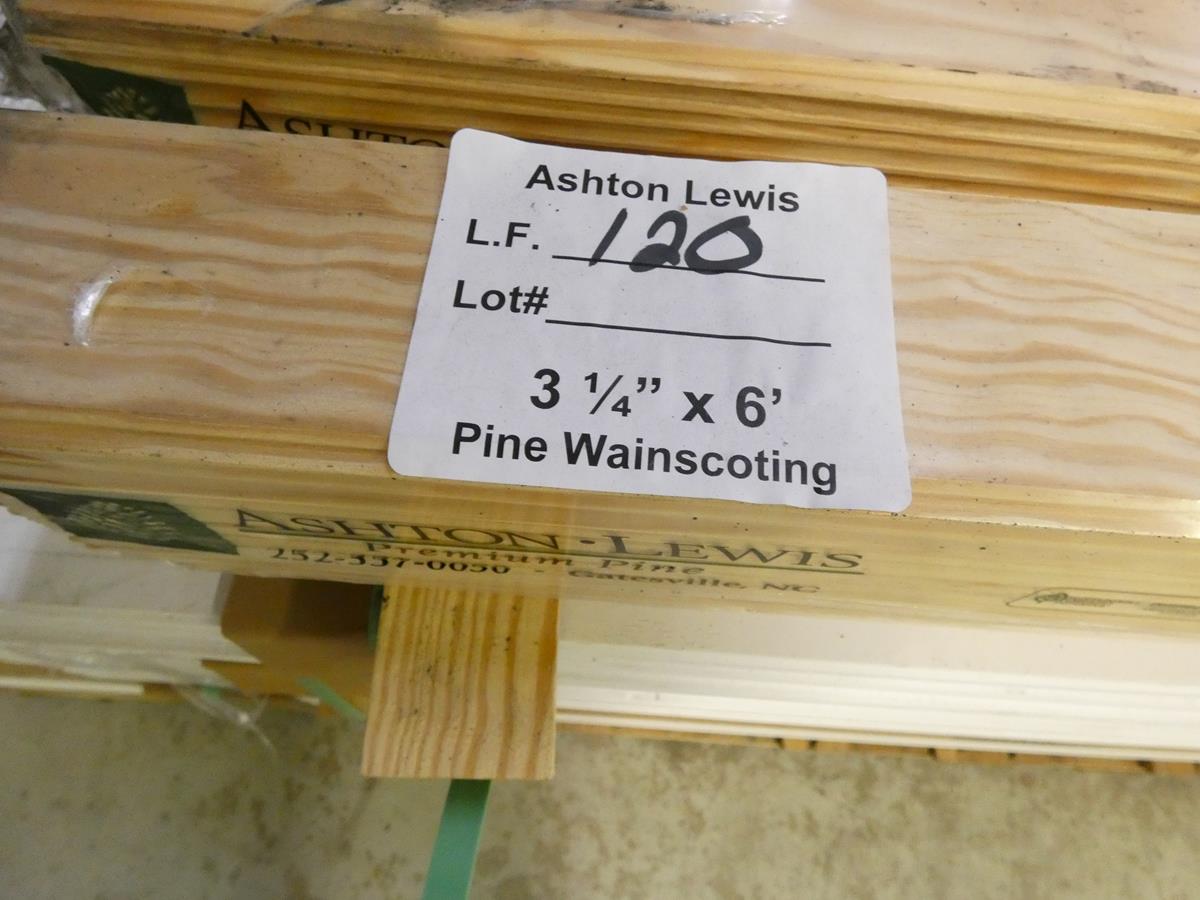 ASHTON
Ashton Lewis
L.F. 120
Lot#
3 ¼” x 6’
Pine Wainscoting
ASHTON · LEWIS
Premium Pine
252-357-0050 - Gatesville, NC